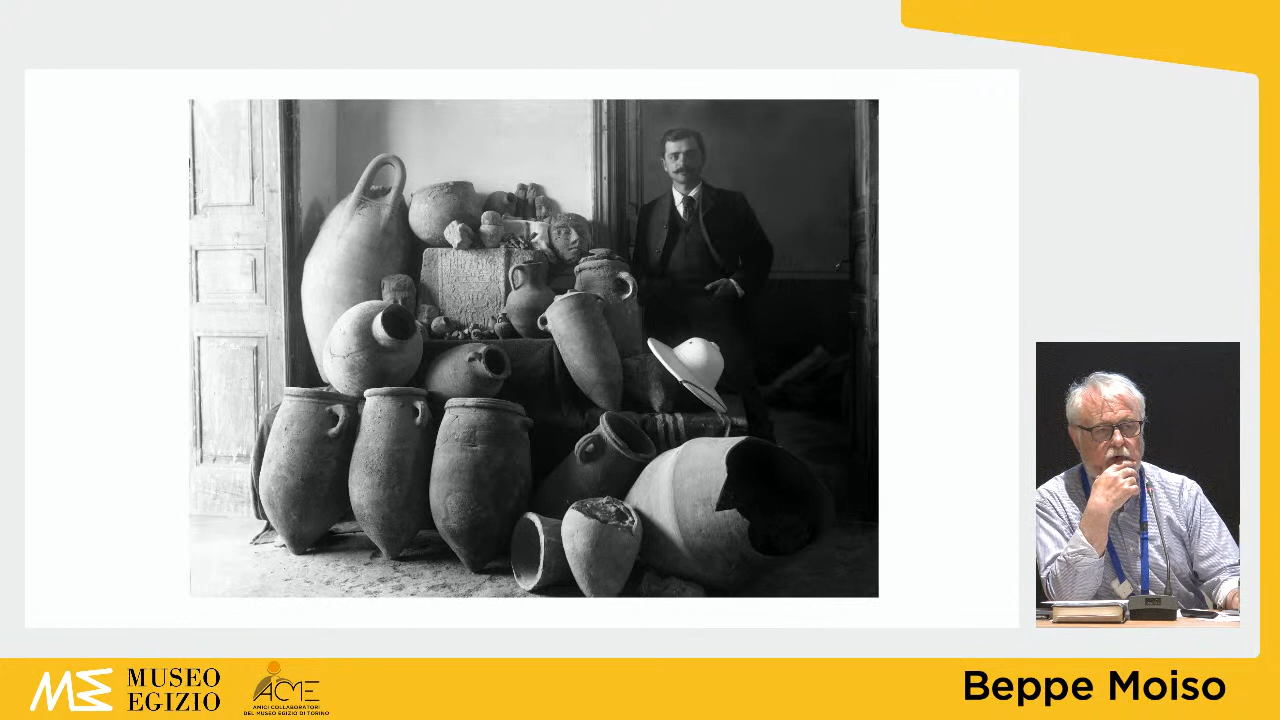 MUSEO
EGIZIO
ACME
AMICI COLLABORATORI
DEL MUSEO EGIZIO DI TORINO
Beppe Moiso